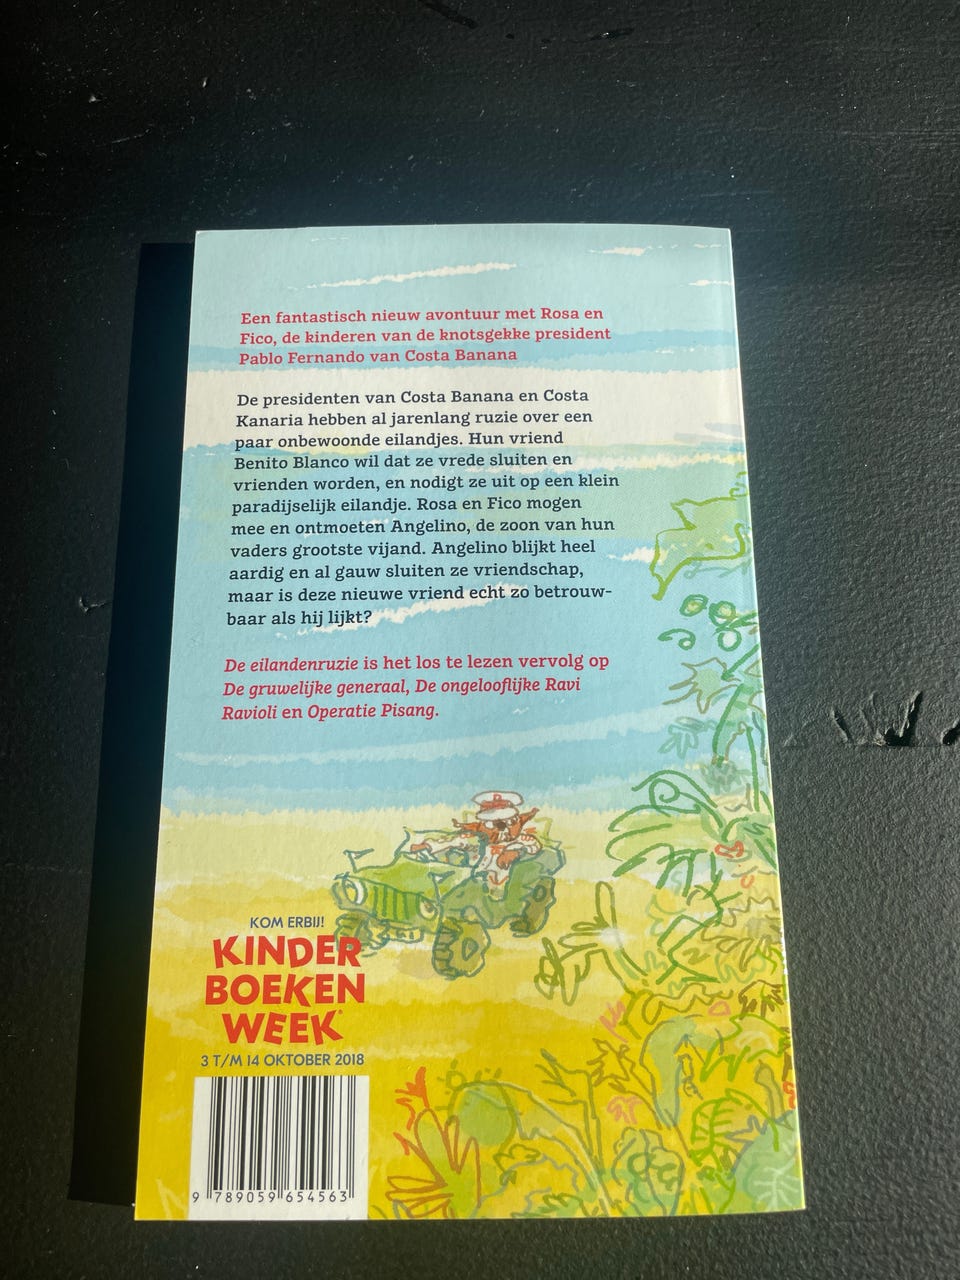 Een fantastisch nieuw avontuur met Rosa en
Fico, de kinderen van de knotsgekke president
Pablo Fernando van Costa Banana
De presidenten van Costa Banana en Costa
Kanaria hebben al jarenlang ruzie over een
paar onbewoonde eilandjes. Hun vriend
Benito Blanco wil dat ze vrede sluiten en
vrienden worden, en nodigt ze uit op een klein
paradijselijk eilandje. Rosa en Fico mogen
mee en ontmoeten Angelino, de zoon van hun
vaders grootste vijand. Angelino blijkt heel
aardig en al gauw sluiten ze vriendschap,
maar is deze nieuwe vriend echt zo betrouw-
baar als hij lijkt?
De eilandenruzie is het los te lezen vervolg op
De gruwelijke generaal, De ongelooflijke Ravi
Ravioli en Operatie Pisang.
KOM ERBIJ!
KINDER
BOEKEN
WEEK®
3 T/M 14 OKTOBER 2018
9 789059 654563